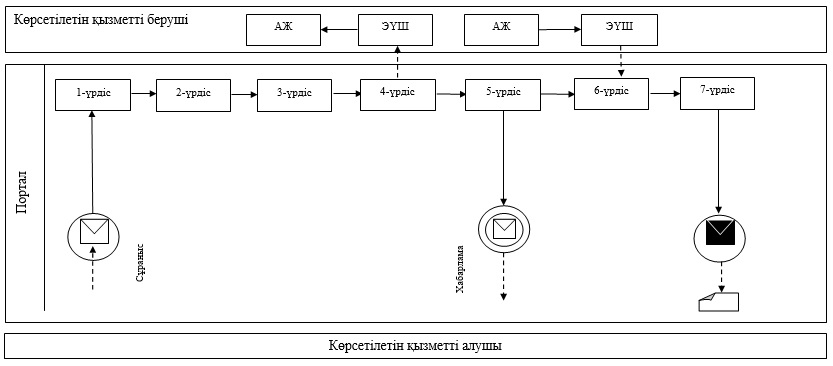 Көрсетілетін қызметті беруші
АЖ
ЭҮШ
АЖ
ЭҮШ
1-үрдіс
2-үрдіс
3-үрдіс
4-үрдіс
5-үрдіс
6-үрдіс
7-үрдіс
Портал
Сұраныс
Хабарлама
Көрсетілетін қызметті алушы